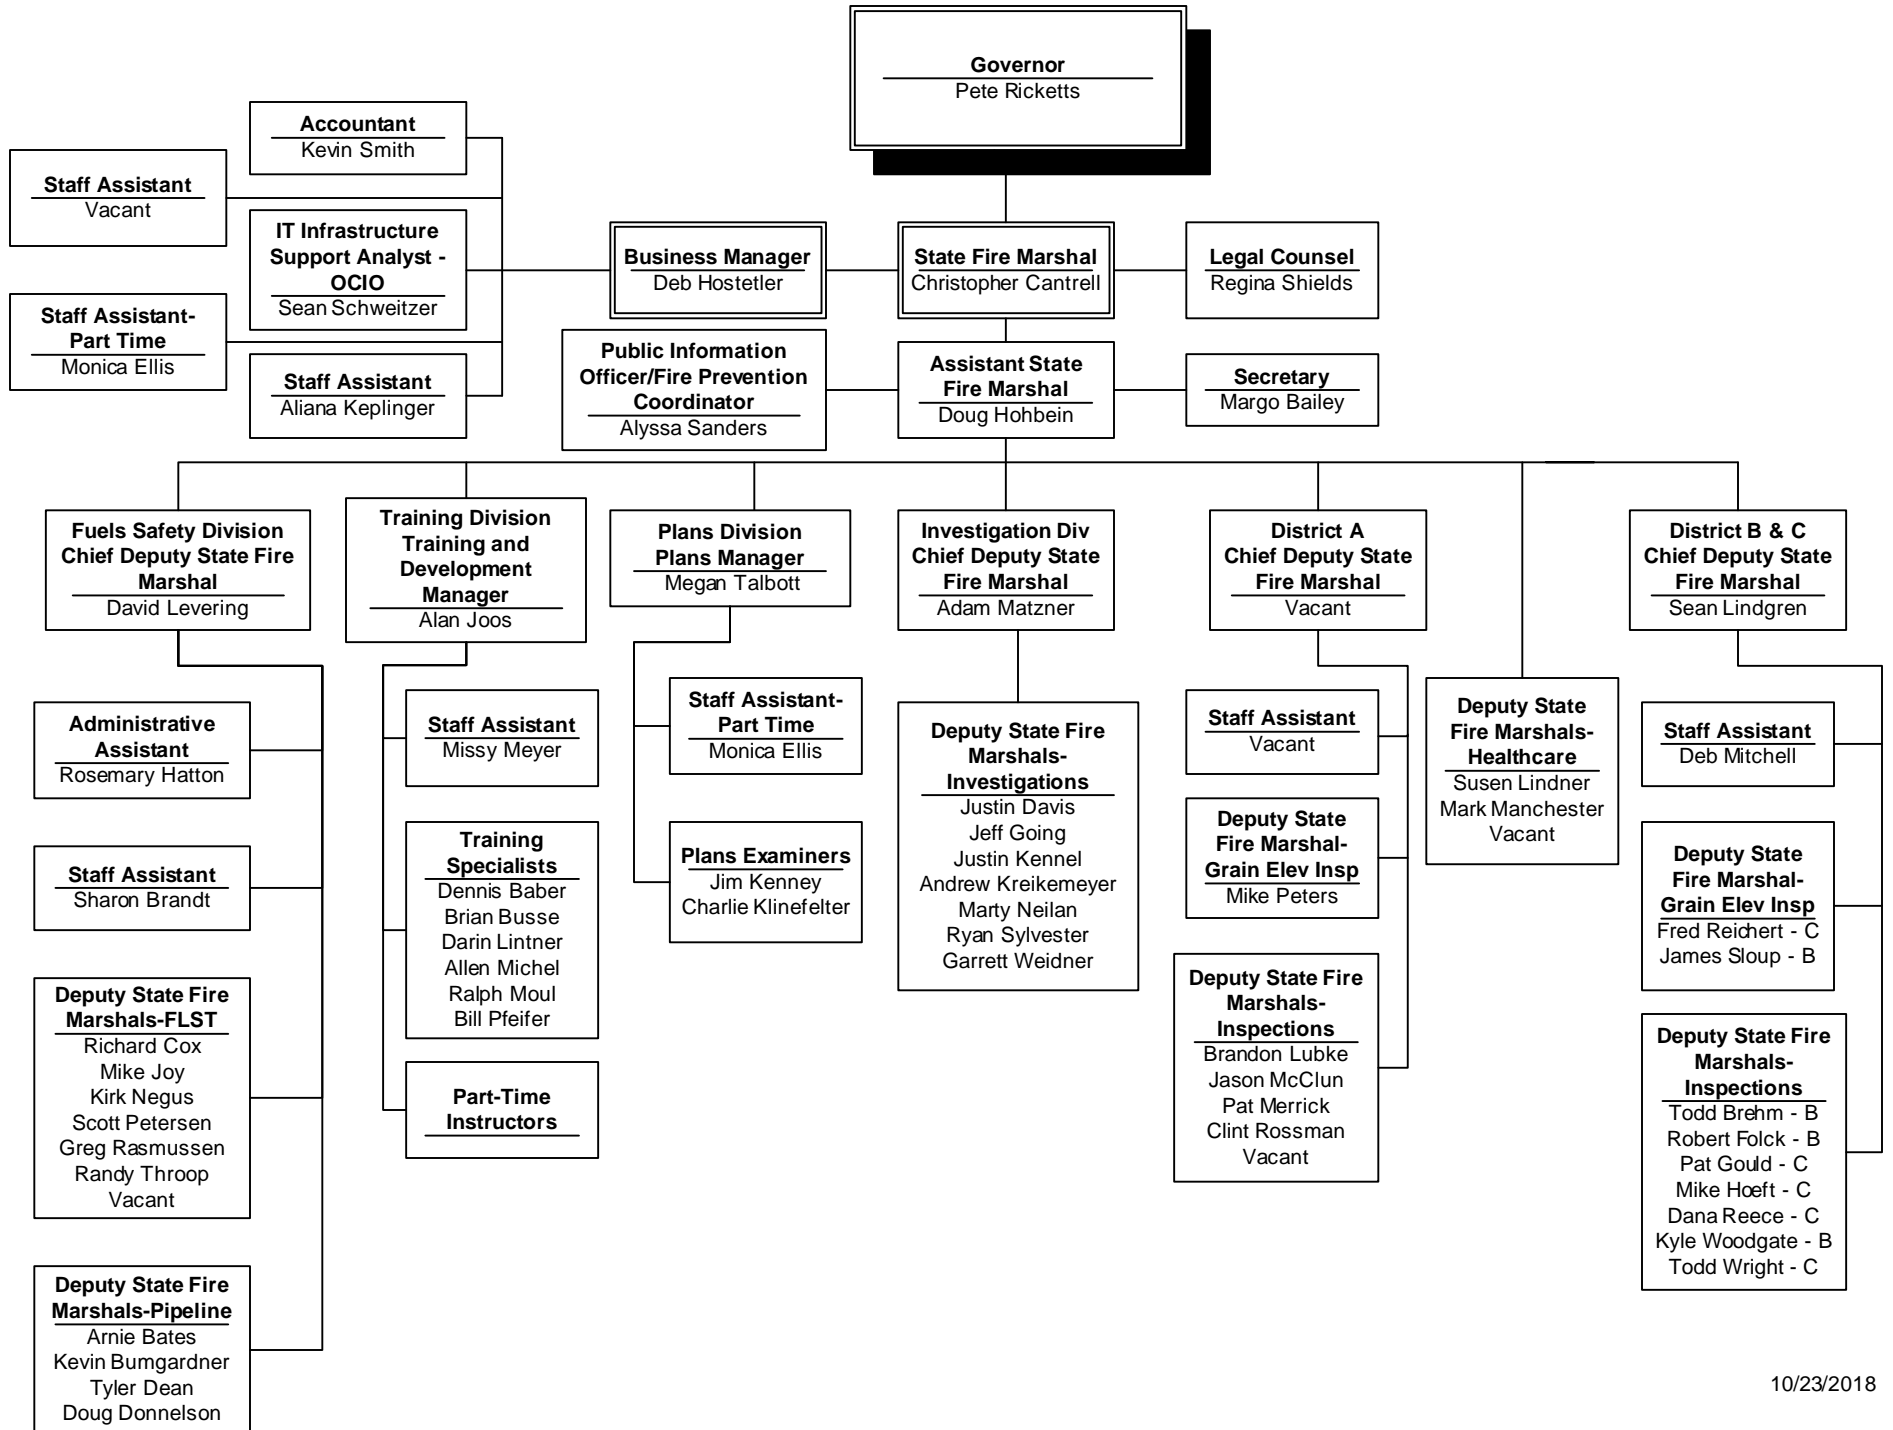 Governor
Pete Ricketts
Accountant
Kevin Smith
Staff Assistant
Vacant
IT Infrastructure
Support Analyst -
OCIO
Sean Schweitzer
Staff Assistant-
Part Time
Monica Ellis
Staff Assistant
Aliana Keplinger
Business Manager
Deb Hostetler
State Fire Marshal
Christopher Cantrell
Legal Counsel
Regina Shields
Public Information
Officer/Fire Prevention
Coordinator
Alyssa Sanders
Assistant State
Fire Marshal
Doug Hohbein
Secretary
Margo Bailey
Fuels Safety Division
Chief Deputy State Fire
Marshal
David Levering
Training Division
Training and
Development
Manager
Alan Joos
Plans Division
Plans Manager
Megan Talbott
Investigation Div
Chief Deputy State
Fire Marshal
Adam Matzner
District A
Chief Deputy State
Fire Marshal
Vacant
District B & C
Chief Deputy State
Fire Marshal
Sean Lindgren
Administrative
Assistant
Rosemary Hatton
Staff Assistant
Sharon Brandt
Deputy State Fire
Marshals-FLST
Richard Cox
Mike Joy
Kirk Negus
Scott Petersen
Greg Rasmussen
Randy Throop
Vacant
Deputy State Fire
Marshals-Pipeline
Arnie Bates
Kevin Bumgardner
Tyler Dean
Doug Donnelson
Staff Assistant
Missy Meyer
Training
Specialists
Dennis Baber
Brian Busse
Darin Lintner
Allen Michel
Ralph Moul
Bill Pfeifer
Part-Time
Instructors
Staff Assistant-
Part Time
Monica Ellis
Plans Examiners
Jim Kenney
Charlie Klinefelter
Deputy State Fire
Marshals-
Investigations
Justin Davis
Jeff Going
Justin Kennel
Andrew Kreikemeyer
Marty Neilan
Ryan Sylvester
Garrett Weidner
Staff Assistant
Vacant
Deputy State
Fire Marshal-
Grain Elev Insp
Mike Peters
Deputy State Fire
Marshals-
Inspections
Brandon Lubke
Jason McClun
Pat Merrick
Clint Rossman
Vacant
Deputy State
Fire Marshals-
Healthcare
Susen Lindner
Mark Manchester
Vacant
Staff Assistant
Deb Mitchell
Deputy State
Fire Marshal-
Grain Elev Insp
Fred Reichert - C
James Sloup - B
Deputy State Fire
Marshals-
Inspections
Todd Brehm - B
Robert Folck - B
Pat Gould - C
Mike Hoeft - C
Dana Reece - C
Kyle Woodgate - B
Todd Wright - C
10/23/2018